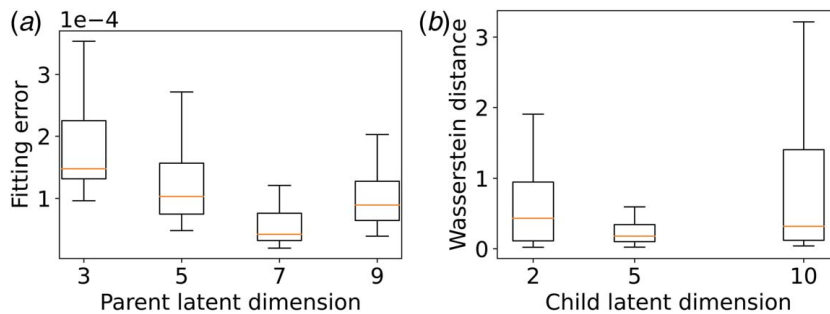 (a)
1e−4
Fitting error
3
2
1
3 5 7 9
Parent latent dimension
(b)
Wasserstein distance
3
2
1
0
2 5 10
Child latent dimension